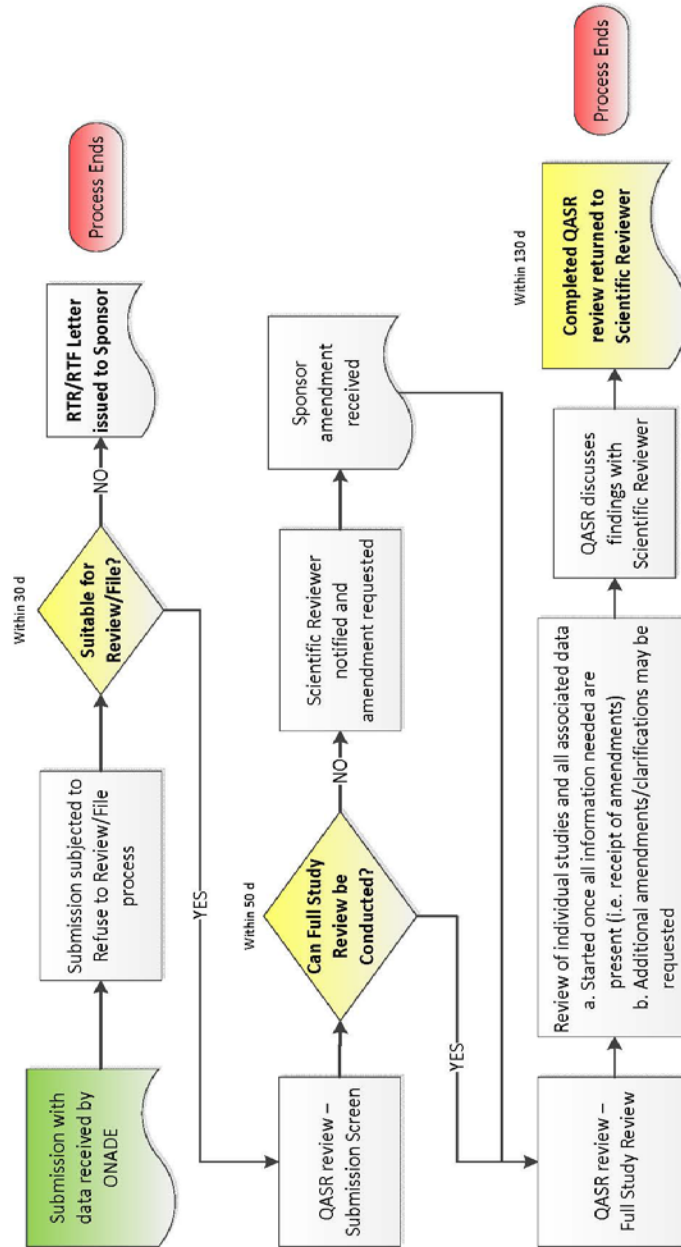 Submission with
data received by
ONADE
Submission subjected to
Refuse to Review/File
process
Within 30 d
Suitable for
Review/File?
NO
RTR/RTF Letter
issued to Sponsor
Process Ends
YES
QASR review –
Submission Screen
Within 50 d
Can Full Study
Review be
Conducted?
NO
Scientific Reviewer
notified and
amendment requested
Sponsor
amendment
received
YES
QASR review –
Full Study Review
Review of individual studies and all associated data
a. Started once all information needed are
present (i.e. receipt of amendments)
b. Additional amendments/clarifications may be
requested
QASR discusses
findings with
Scientific Reviewer
Within 130 d
Completed QASR
review returned to
Scientific Reviewer
Process Ends